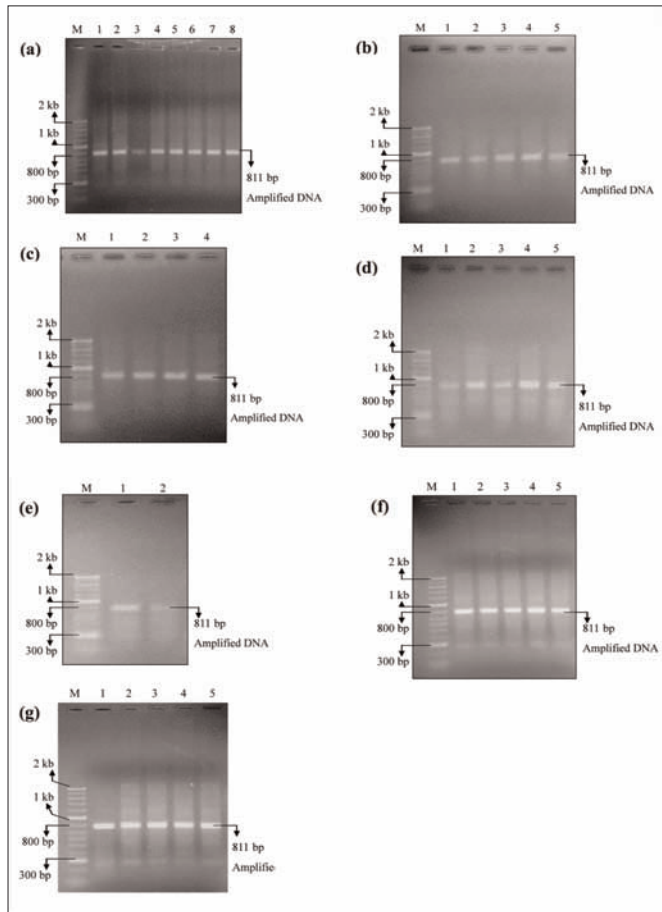 (a)
M 1 2 3 4 5 6 7 8
2 kb
1 kb
800 bp
300 bp
811 bp
Amplified DNA
(b)
M 1 2 3 4 5
2 kb
1 kb
800 bp
300 bp
811 bp
Amplified DNA
(c)
M 1 2 3 4
2 kb
1 kb
800 bp
300 bp
811 bp
Amplified DNA
(d)
M 1 2 3 4 5
2 kb
1 kb
800 bp
300 bp
811 bp
Amplified DNA
(e)
M 1 2
2 kb
1 kb
800 bp
300 bp
811 bp
Amplified DNA
(f)
M 1 2 3 4 5
2 kb
1 kb
800 bp
300 bp
811 bp
Amplified DNA
(g)
M 1 2 3 4 5
2 kb
1 kb
800 bp
300 bp
811 bp
Amplifie